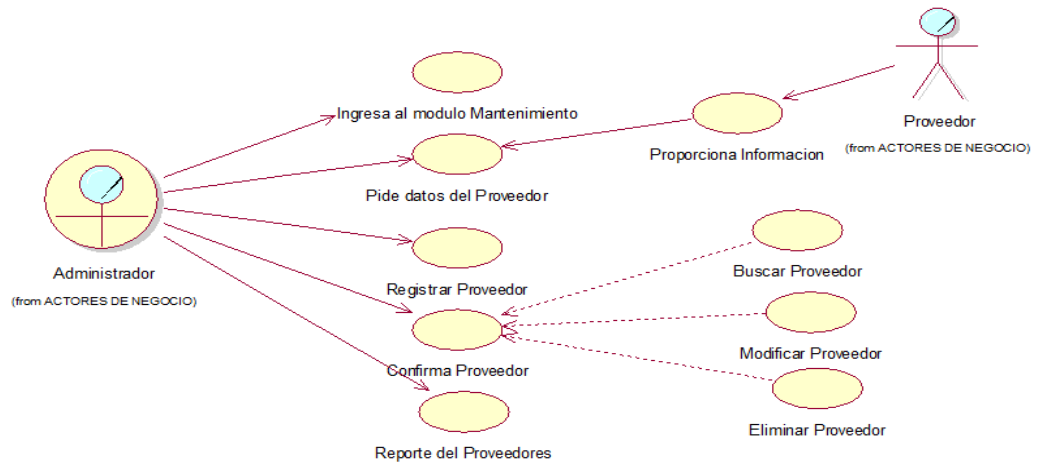 Ingresa al modulo Mantenimiento
Proveedor
(from ACTORES DE NEGOCIO)
Proporciona Informacion
Pide datos del Proveedor
Administrador
(from ACTORES DE NEGOCIO)
Buscar Proveedor
Registrar Proveedor
Modificar Proveedor
Confirma Proveedor
Eliminar Proveedor
Reporte del Proveedores